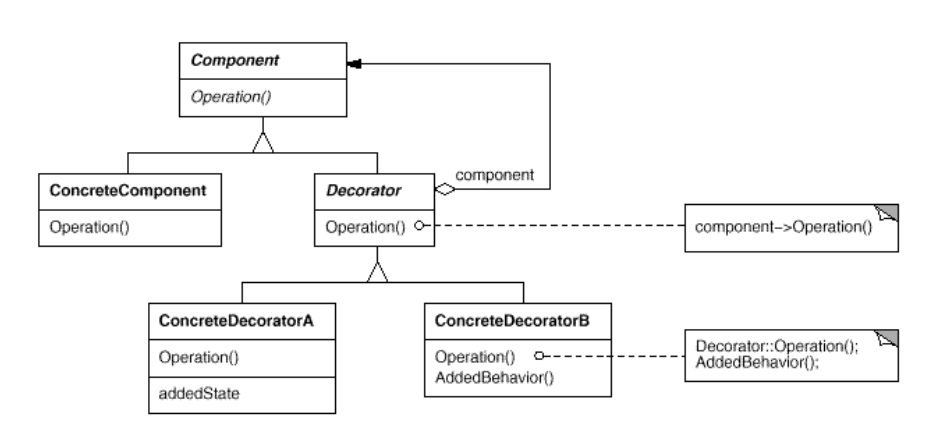 Component
Operation()
component
ConcreteComponent
Operation()
Decorator
Operation()
component->Operation()
ConcreteDecoratorA
Operation()
addedState
ConcreteDecoratorB
Operation()
AddedBehavior()
Decorator::Operation();
AddedBehavior();